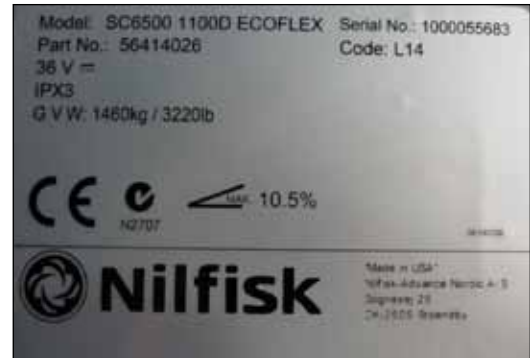 Model: SC6500 1100D ECOFLEX Serial No.: 1000055683
Part No.: 56414026 Code: L14
36 V
IPX3
G V W: 1460kg / 3220lb
CE
N2707
MAX. 10.5%
Nilfisk
"Made in USA"
Nilfisk-Advance Nordic A/S